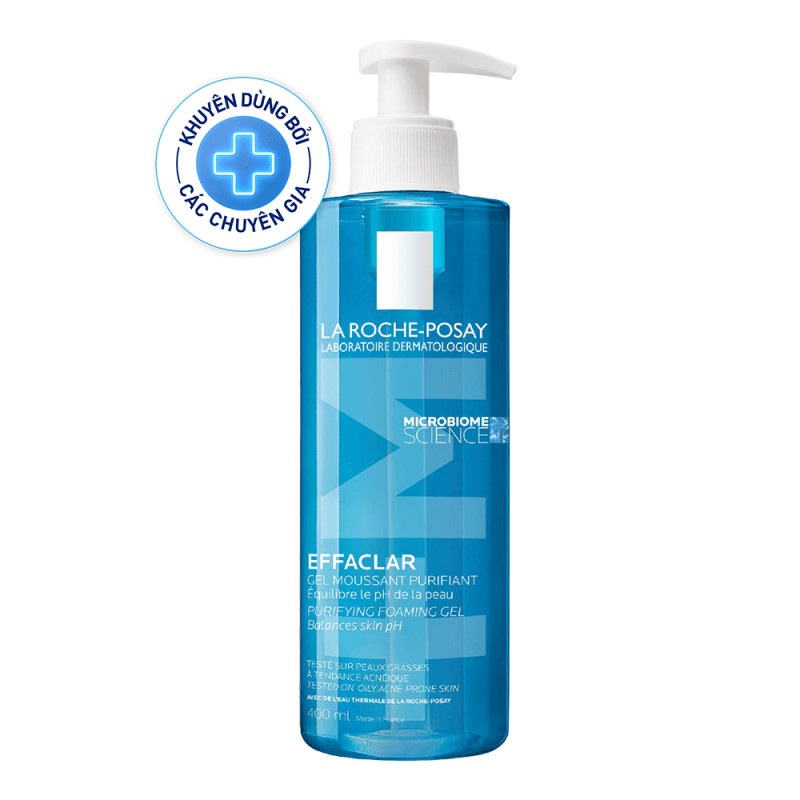 KHUYÊN DÙNG BỞI
CÁC CHUYÊN GIA
LA ROCHE-POSAY
LABORATOIRE DERMATOLOGIQUE
MICROBIOME
SCIENCE
EFFACLAR
GEL MOUSSANT PURIFIANT
Équilibre le pH de la peau
PURIFYING FOAMING GEL
Balances skin pH
TESTÉ SUR PEAUX GRASSES
À TENDANCE ACNÉIQUE
TESTED ON OILY ACNE-PRONE SKIN
AVEC DE L'EAU THERMALE DE LA ROCHE-POSAY
400 ml Made in France